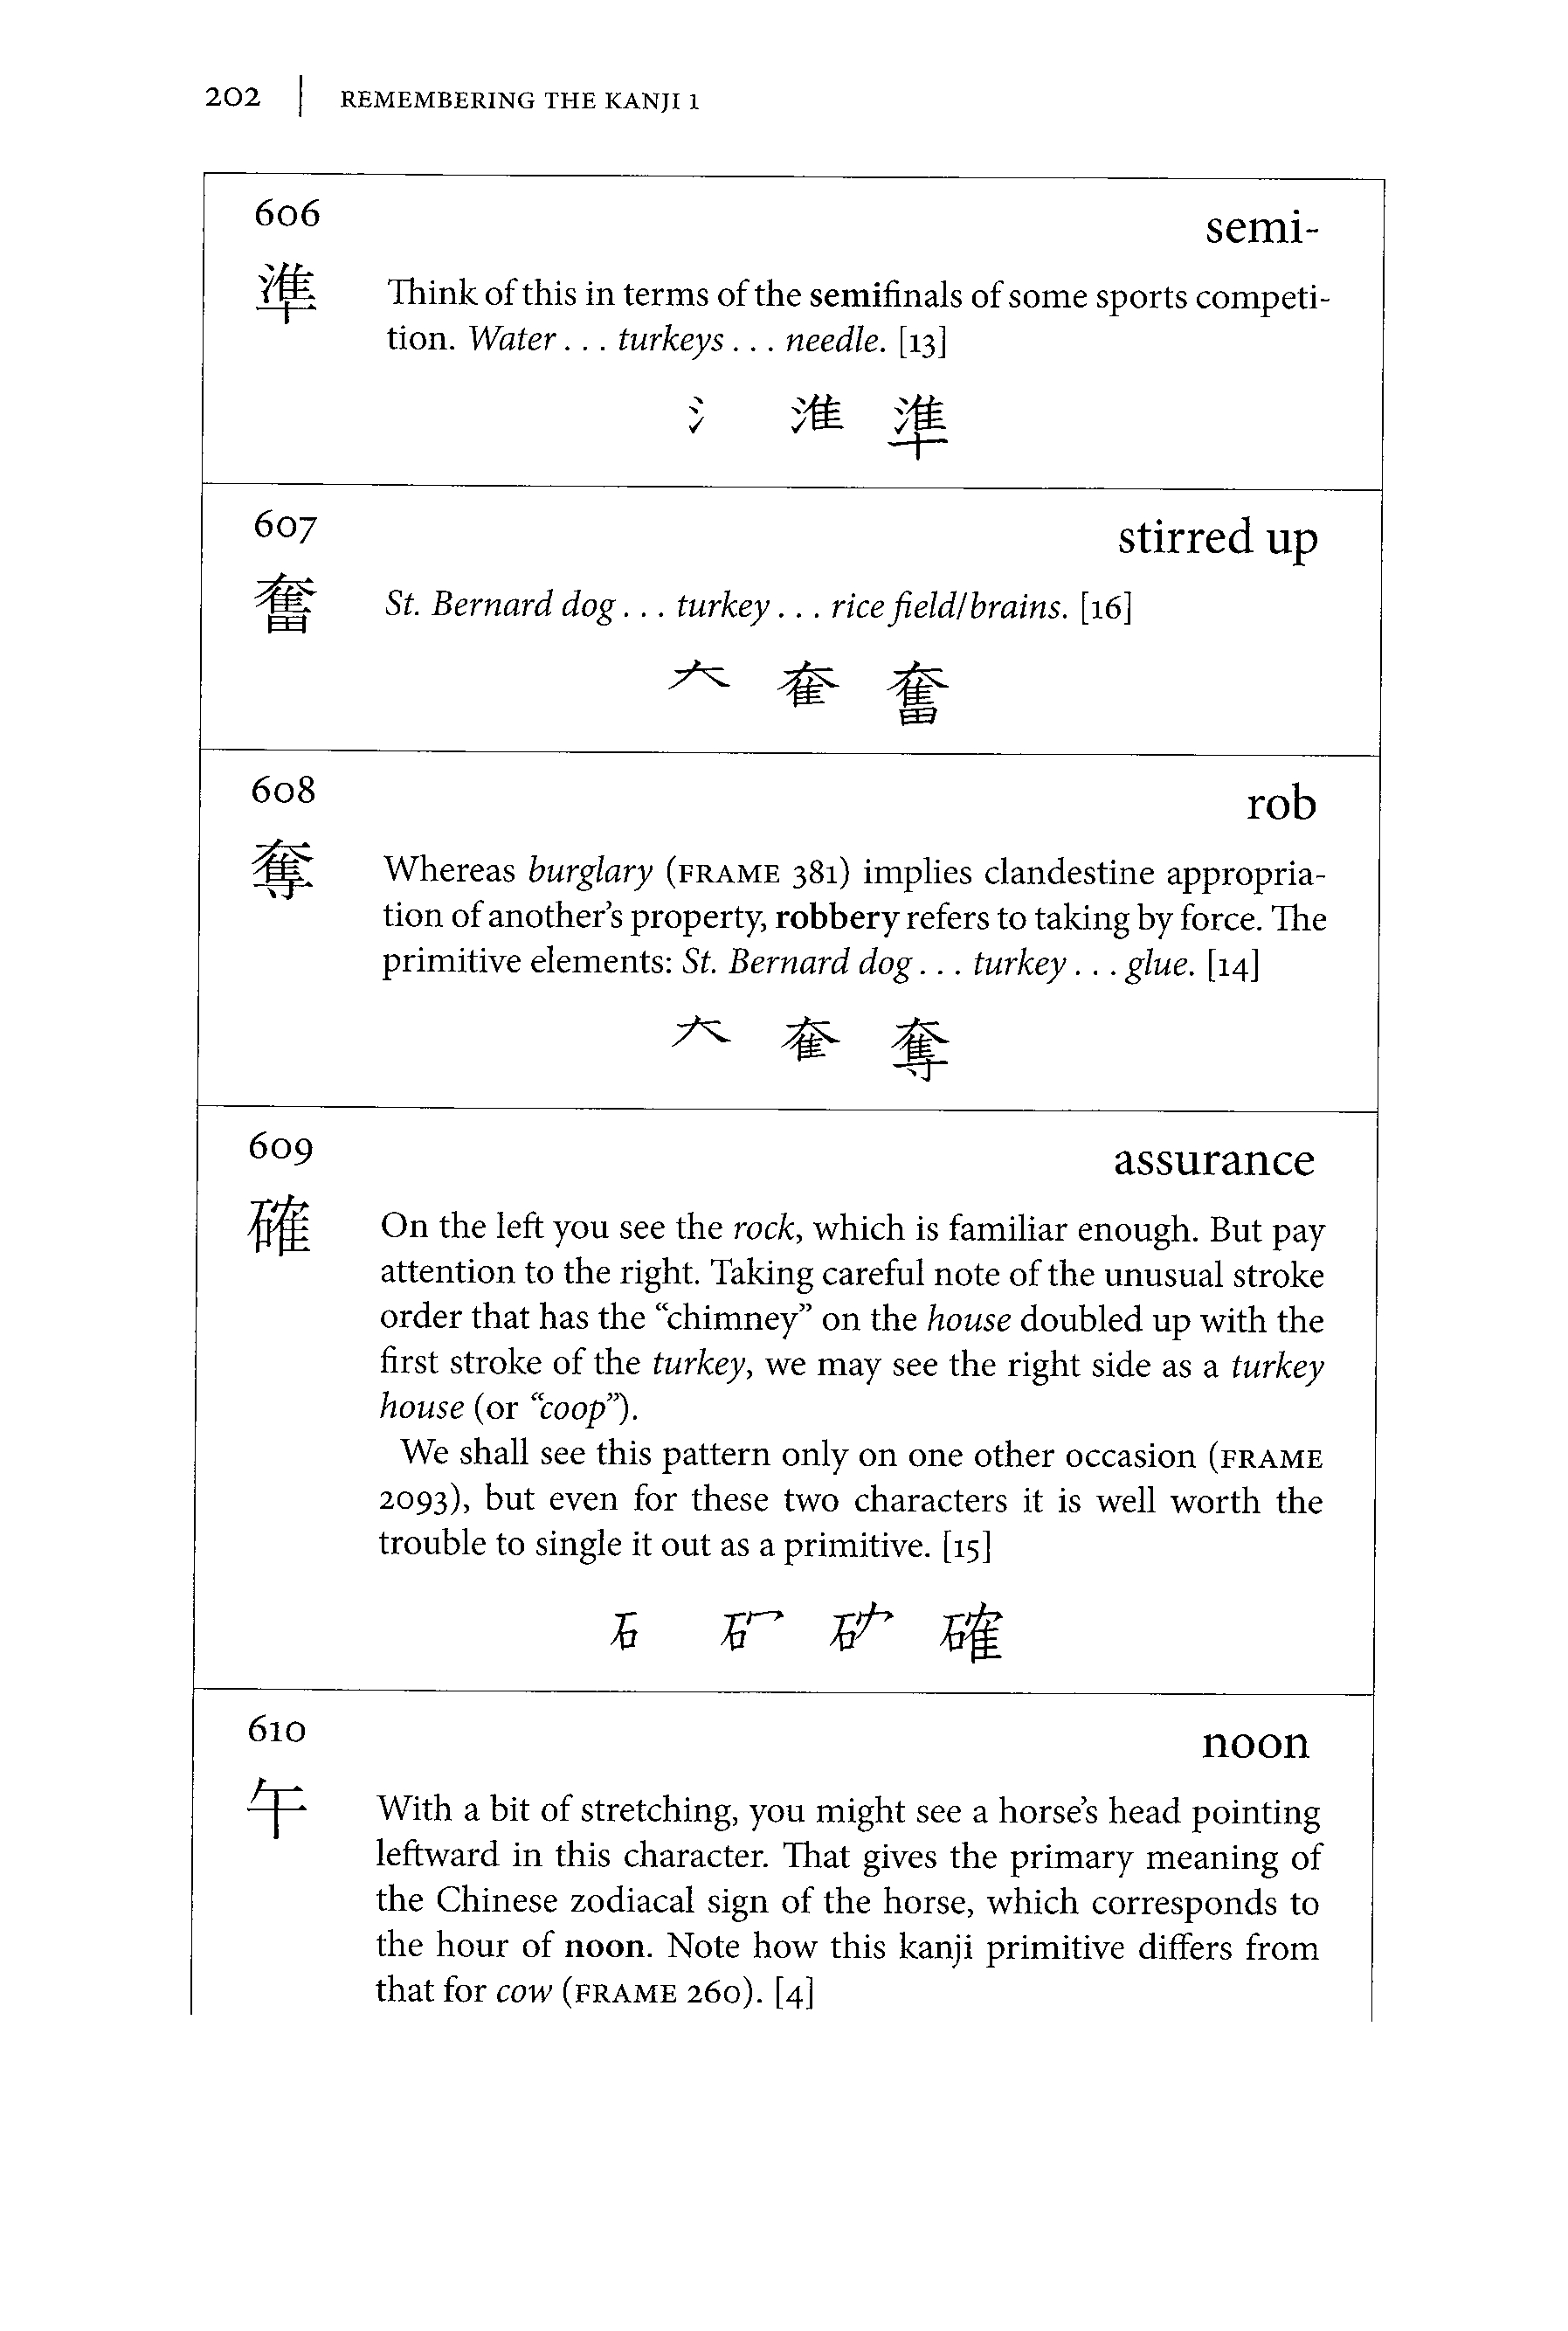 202 | REMEMBERING THE KANJI 1
606
semi-
準
Think of this in terms of the semifinals of some sports competi-
tion. Water . . . turkeys . . . needle. [13]
氵 淮 準
607
stirred up
奮
St. Bernard dog . . . turkey . . . rice field/brains. [16]
大 奞 奮
608
rob
奪
Whereas burglary (FRAME 381) implies clandestine appropria-
tion of another’s property, robbery refers to taking by force. The
primitive elements: St. Bernard dog . . . turkey . . . glue. [14]
大 奞 奪
609
assurance
確
On the left you see the rock, which is familiar enough. But pay
attention to the right. Taking careful note of the unusual stroke
order that has the “chimney” on the house doubled up with the
first stroke of the turkey, we may see the right side as a turkey
house (or “coop”).
We shall see this pattern only on one other occasion (FRAME
2093), but even for these two characters it is well worth the
trouble to single it out as a primitive. [15]
石 確
610
noon
午
With a bit of stretching, you might see a horse’s head pointing
leftward in this character. That gives the primary meaning of
the Chinese zodiacal sign of the horse, which corresponds to
the hour of noon. Note how this kanji primitive differs from
that for cow (FRAME 260). [4]